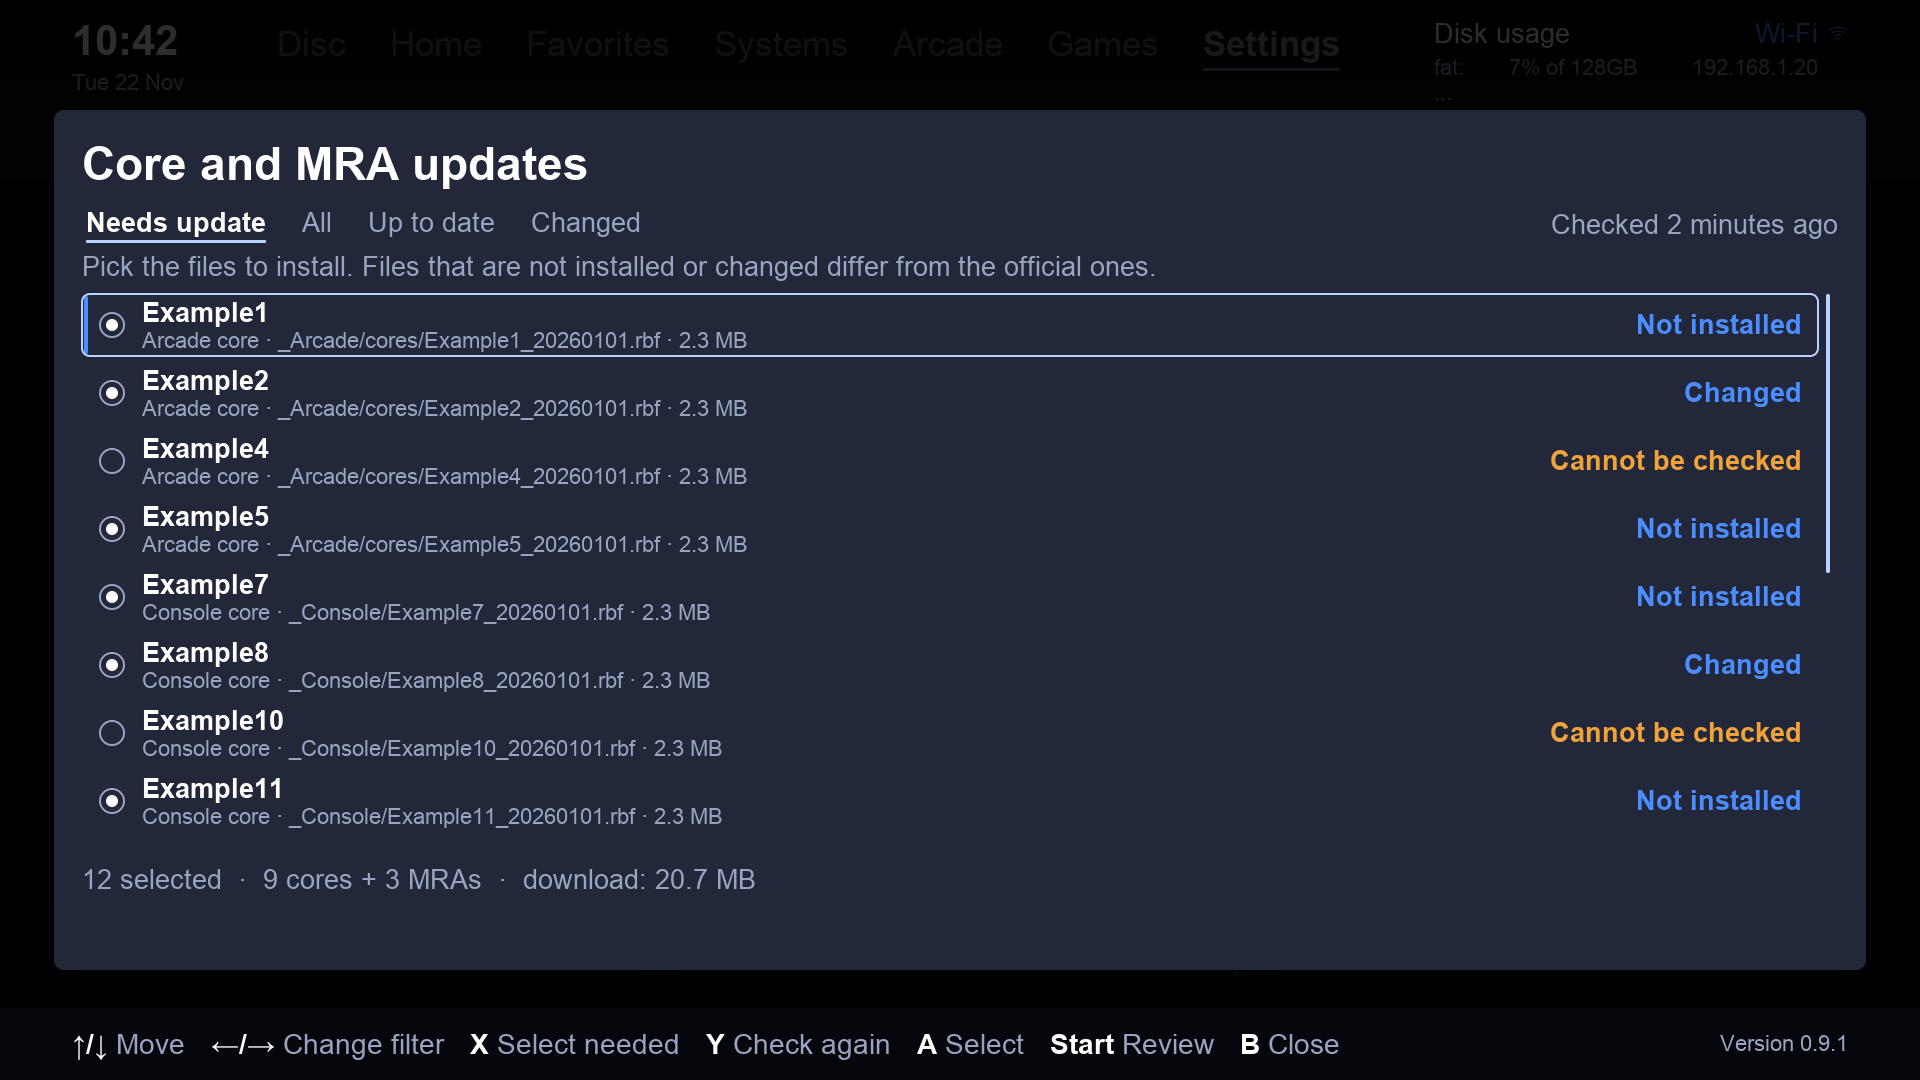 10:42 Disc Home Favorites Systems Arcade Games Settings Disk usage Wi-Fi
Tue 22 Nov fat: 7% of 128GB 192.168.1.20
...
Core and MRA updates
Needs update All Up to date Changed Checked 2 minutes ago
Pick the files to install. Files that are not installed or changed differ from the official ones.
Example1
Arcade core · _Arcade/cores/Example1_20260101.rbf · 2.3 MB
Not installed
Example2
Arcade core · _Arcade/cores/Example2_20260101.rbf · 2.3 MB
Changed
Example4
Arcade core · _Arcade/cores/Example4_20260101.rbf · 2.3 MB
Cannot be checked
Example5
Arcade core · _Arcade/cores/Example5_20260101.rbf · 2.3 MB
Not installed
Example7
Console core · _Console/Example7_20260101.rbf · 2.3 MB
Not installed
Example8
Console core · _Console/Example8_20260101.rbf · 2.3 MB
Changed
Example10
Console core · _Console/Example10_20260101.rbf · 2.3 MB
Cannot be checked
Example11
Console core · _Console/Example11_20260101.rbf · 2.3 MB
Not installed
12 selected · 9 cores + 3 MRAs · download: 20.7 MB
↑/↓ Move ←/→ Change filter X Select needed Y Check again A Select Start Review B Close Version 0.9.1